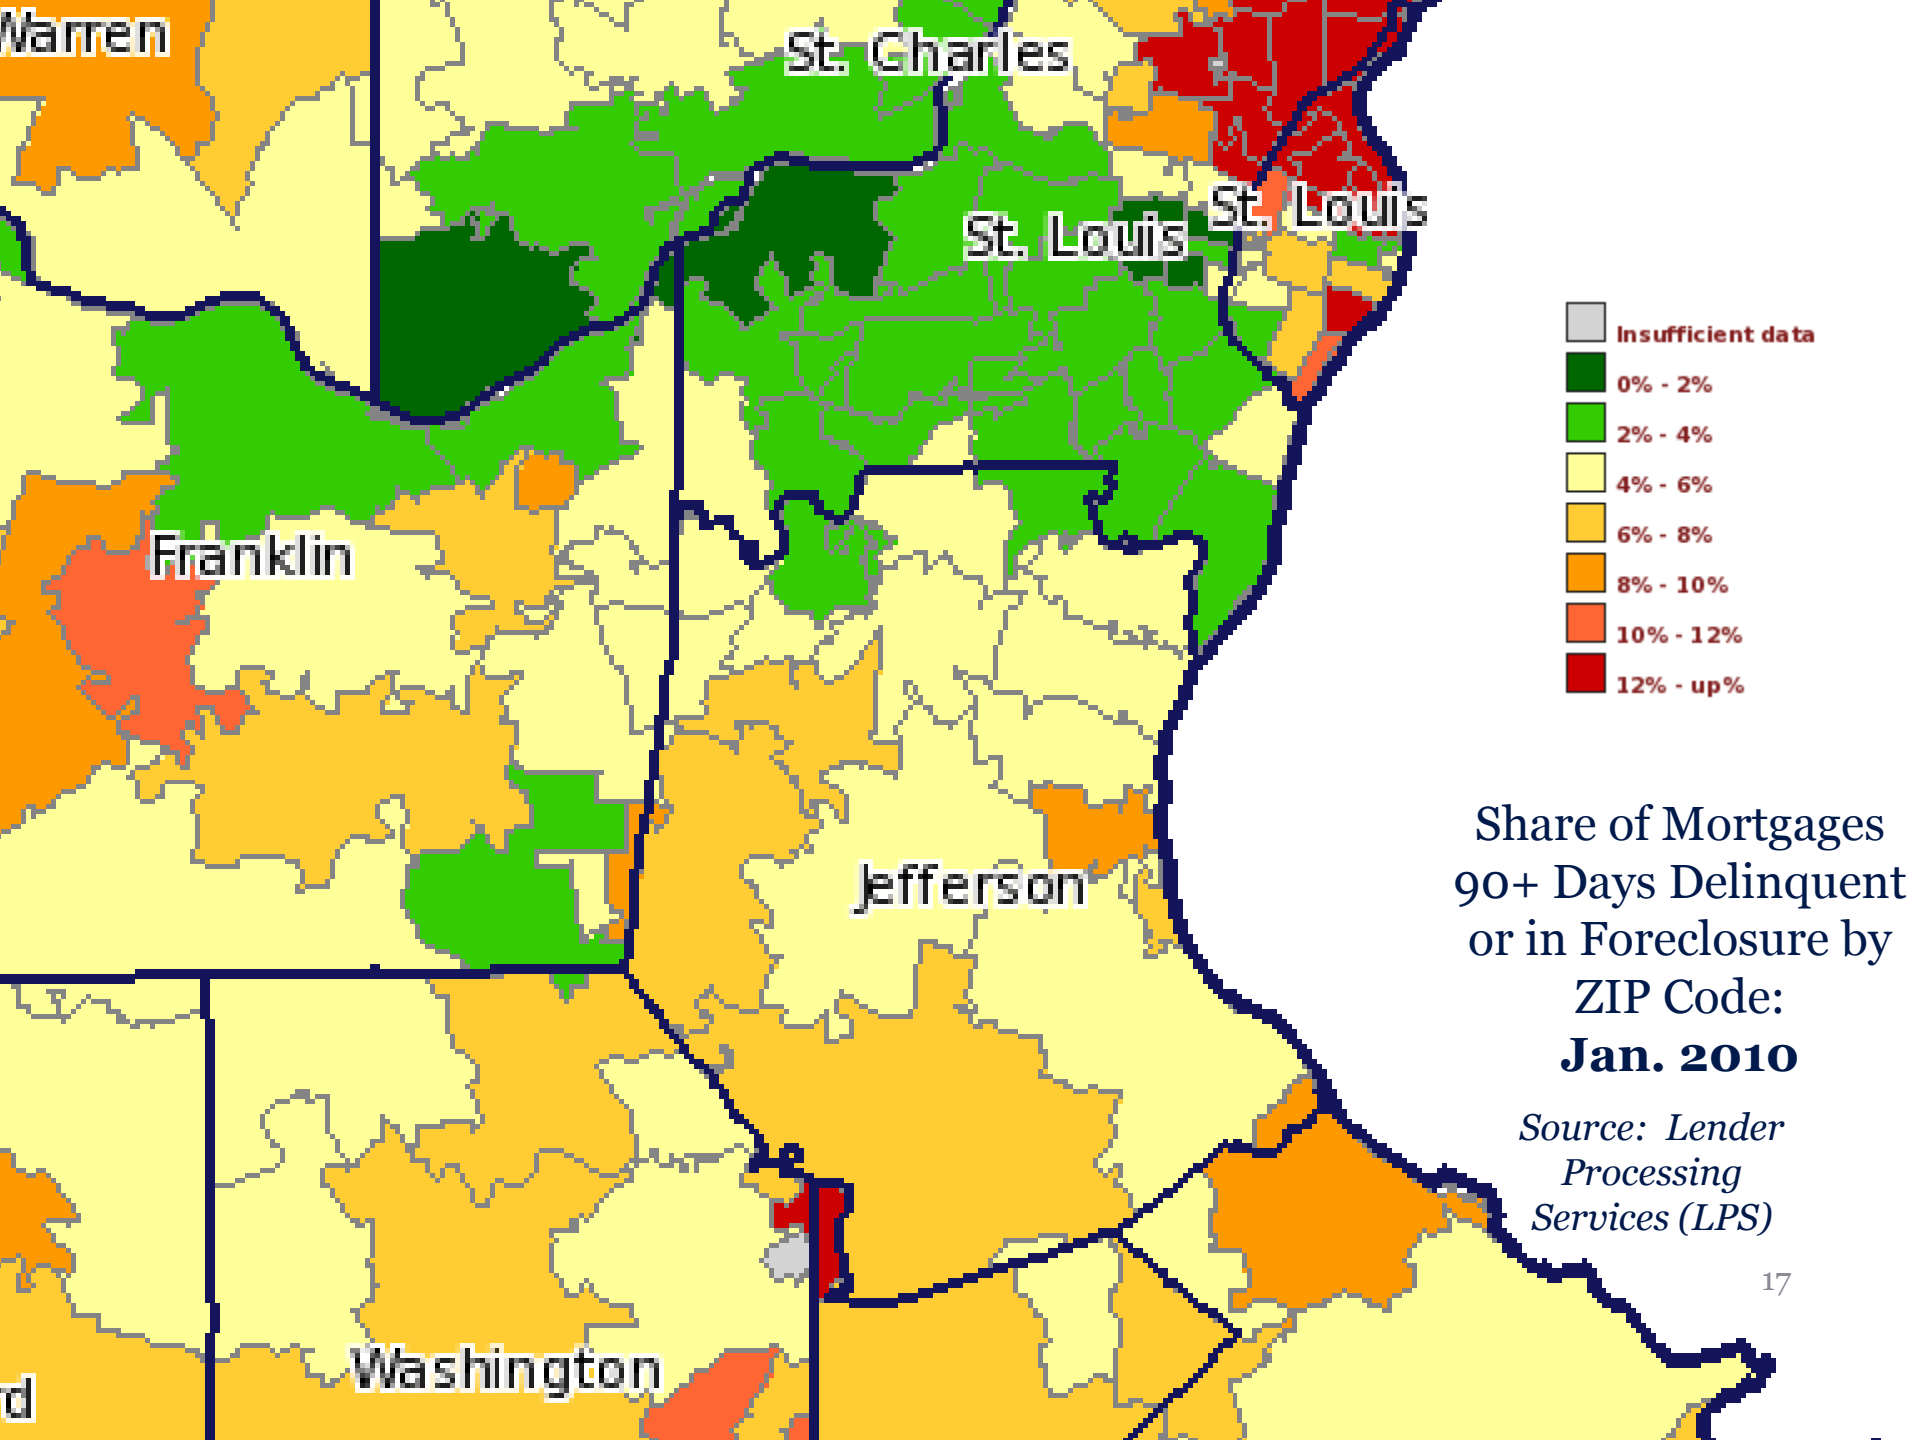 Warren
St. Charles
St. Louis
St. Louis
Franklin
Jefferson
Washington
rd
Insufficient data
0% - 2%
2% - 4%
4% - 6%
6% - 8%
8% - 10%
10% - 12%
12% - up%
Share of Mortgages
90+ Days Delinquent
or in Foreclosure by
ZIP Code:
Jan. 2010
Source:  Lender
Processing
Services (LPS)
17